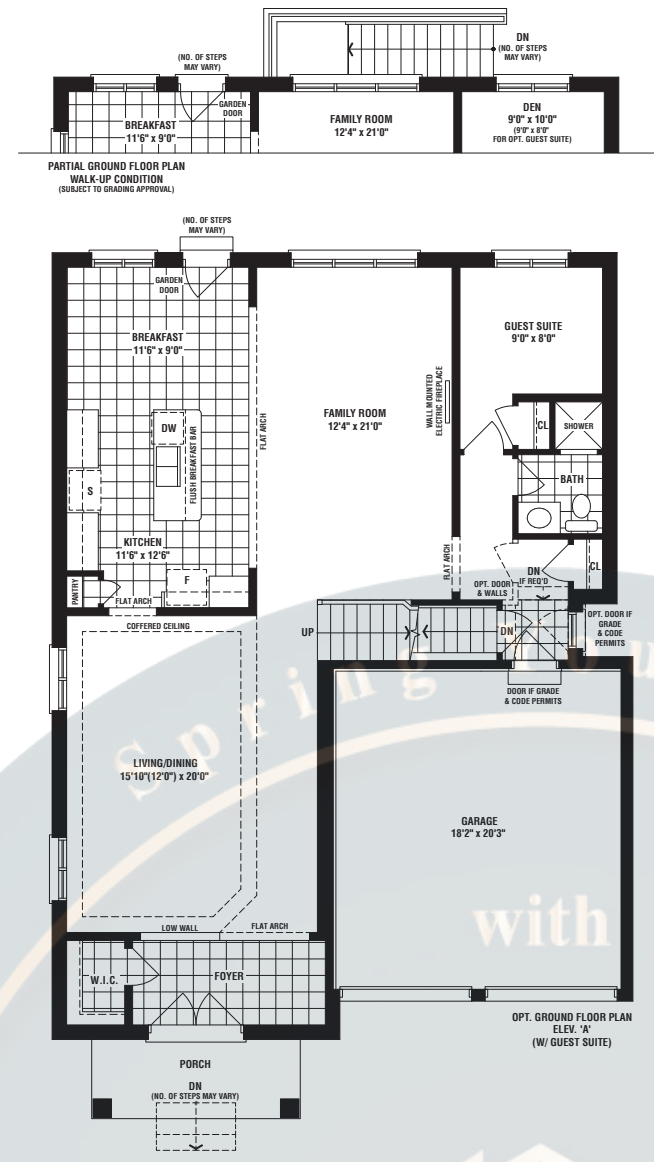 DN
(NO. OF STEPS
MAY VARY)
(NO. OF STEPS
MAY VARY)
GARDEN
DOOR
BREAKFAST
11'6" x 9'0"
FAMILY ROOM
12'4" x 21'0"
DEN
9'0" x 10'0"
(9'0" x 8'0"
FOR OPT. GUEST SUITE)
PARTIAL GROUND FLOOR PLAN
WALK-UP CONDITION
(SUBJECT TO GRADING APPROVAL)
(NO. OF STEPS
MAY VARY)
GARDEN
DOOR
BREAKFAST
11'6" x 9'0"
GUEST SUITE
9'0" x 8'0"
FAMILY ROOM
12'4" x 21'0"
WALL MOUNTED
ELECTRIC FIREPLACE
FLAT ARCH
DW
FLUSH BREAKFAST BAR
S
CL
SHOWER
BATH
KITCHEN
11'6" x 12'6"
F
PANTRY
FLAT ARCH
FLAT ARCH
OPT. DOOR
& WALLS
DN
IF REQ'D
CL
COFFERED CEILING
UP
DN
OPT. DOOR IF
GRADE
& CODE
PERMITS
DOOR IF GRADE
& CODE PERMITS
Spring You
LIVING/DINING
15'10"(12'0") x 20'0"
GARAGE
18'2" x 20'3"
with
LOW WALL
FLAT ARCH
W.I.C.
FOYER
OPT. GROUND FLOOR PLAN
ELEV. 'A'
(W/ GUEST SUITE)
PORCH
DN
(NO. OF STEPS MAY VARY)